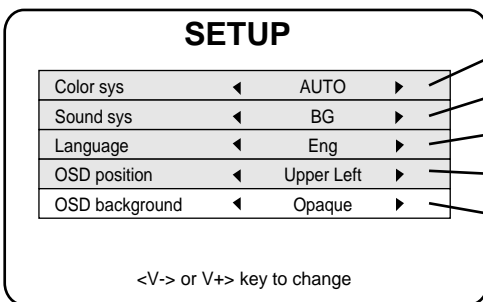 SETUP
Color sys ◀ AUTO ▶
Sound sys ◀ BG ▶
Language ◀ Eng ▶
OSD position ◀ Upper Left ▶
OSD background ◀ Opaque ▶
<V-> or V+> key to change